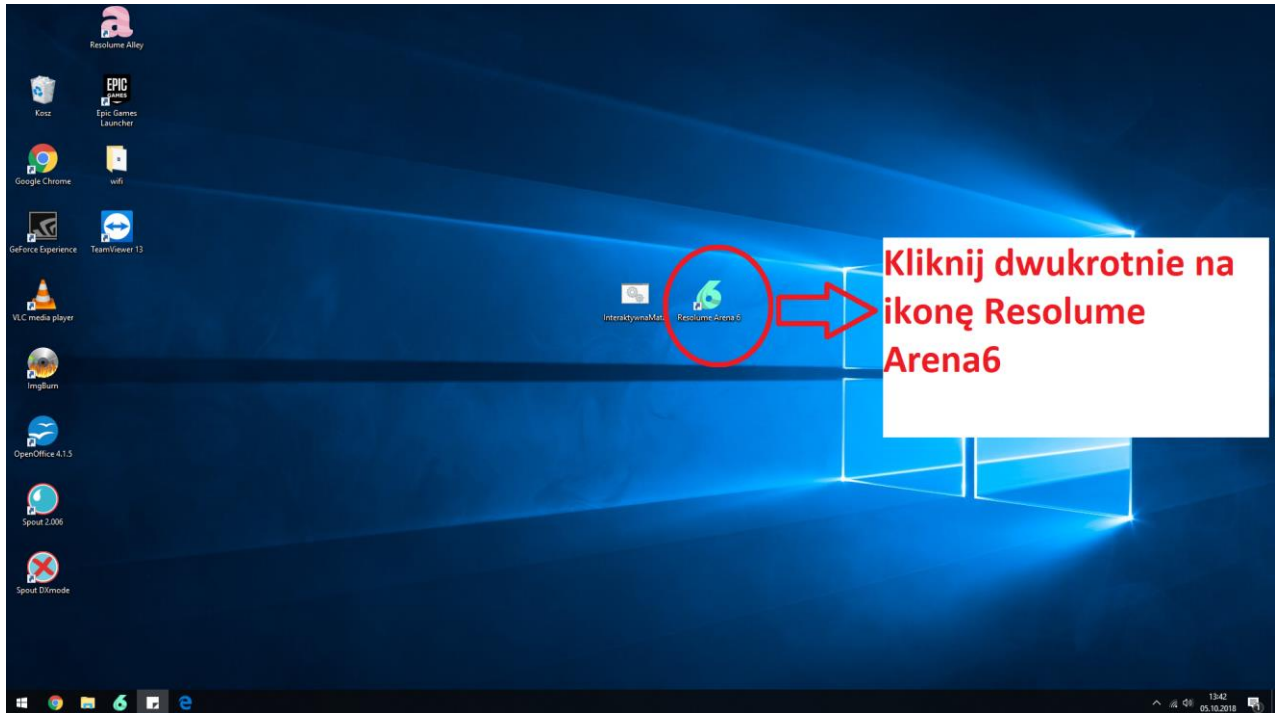 a
Resolume Alley
Kosz
EPIC
GAMES
Epic Games
Launcher
Google Chrome
wifi
GeForce Experience
TeamViewer 13
VLC media player
ImgBurn
OpenOffice 4.1.5
Spout 2.006
Spout DXmode
InteraktywnaMat...
Resolume Arena 6
Kliknij dwukrotnie na
ikonę Resolume
Arena6
13:42
05.10.2018